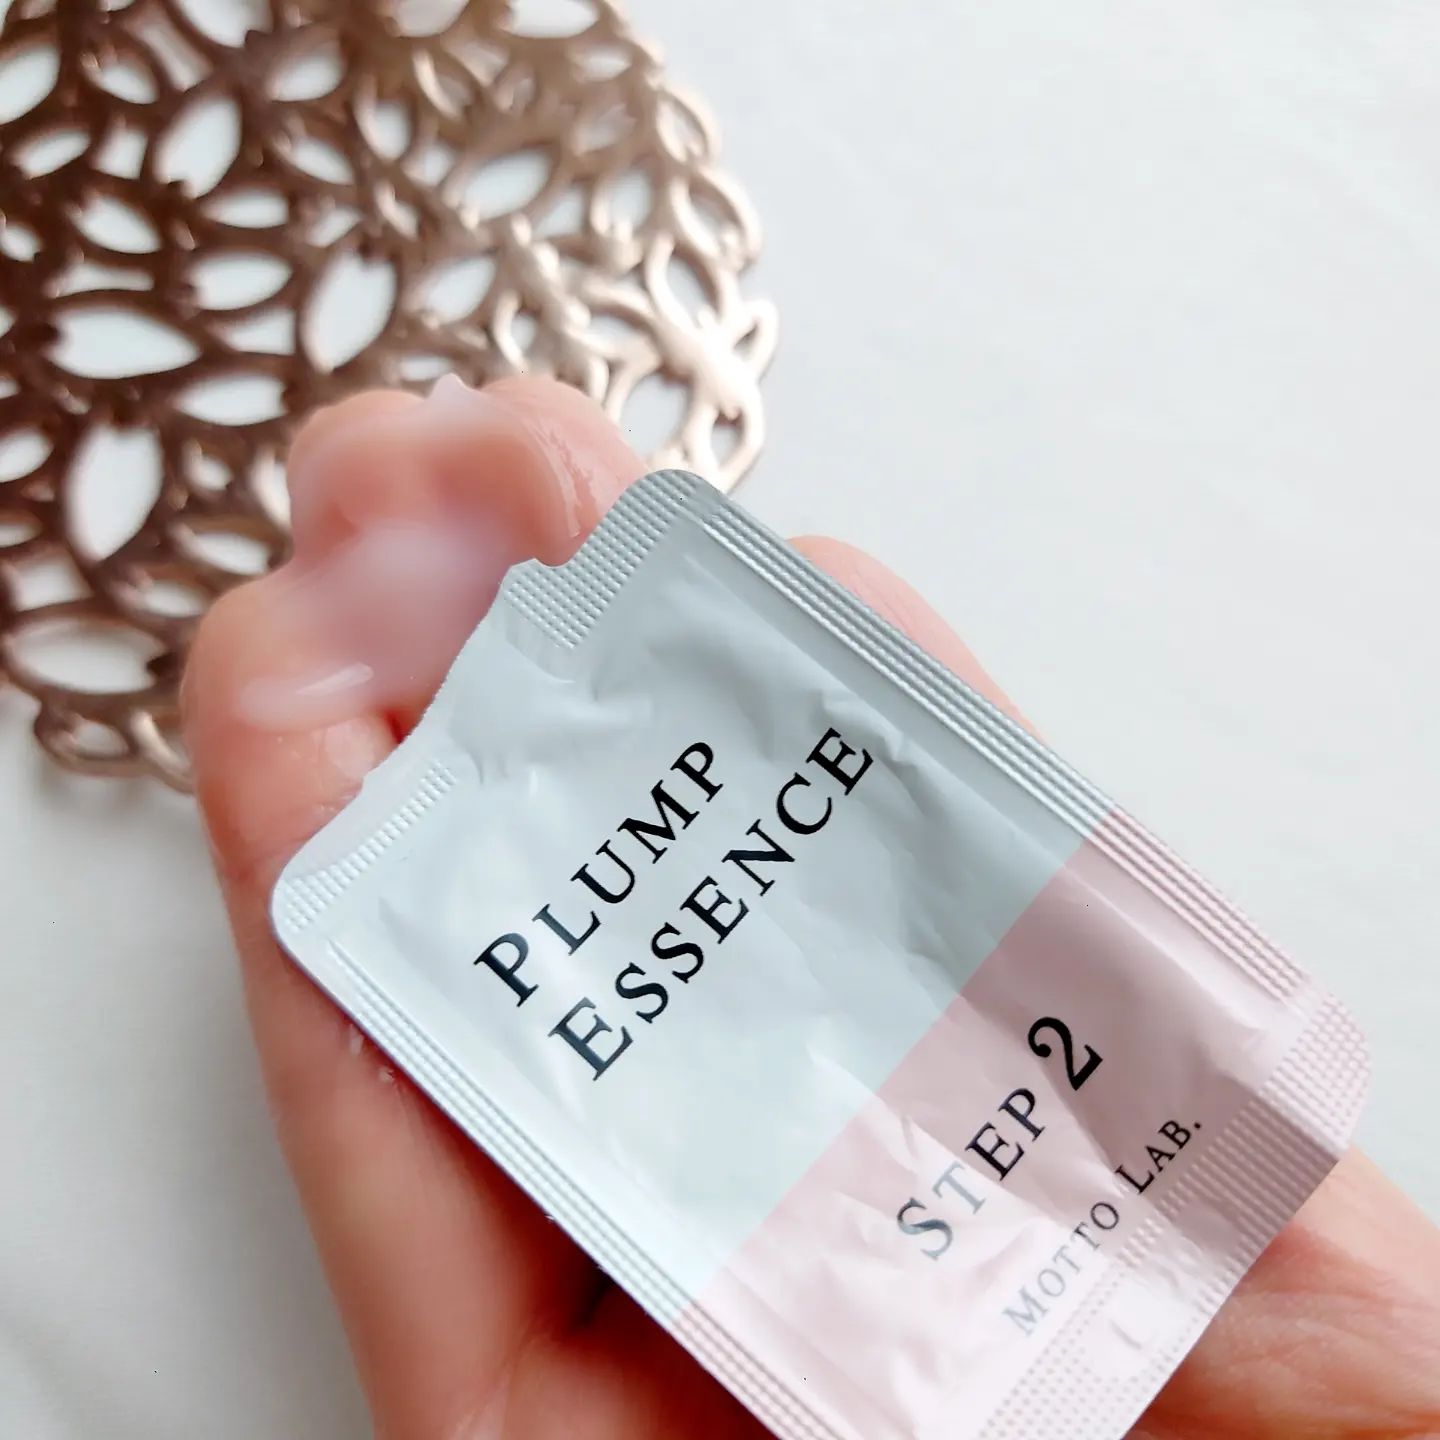 PLUMP
ESSENCE
STEP 2
MOTTO LAB.